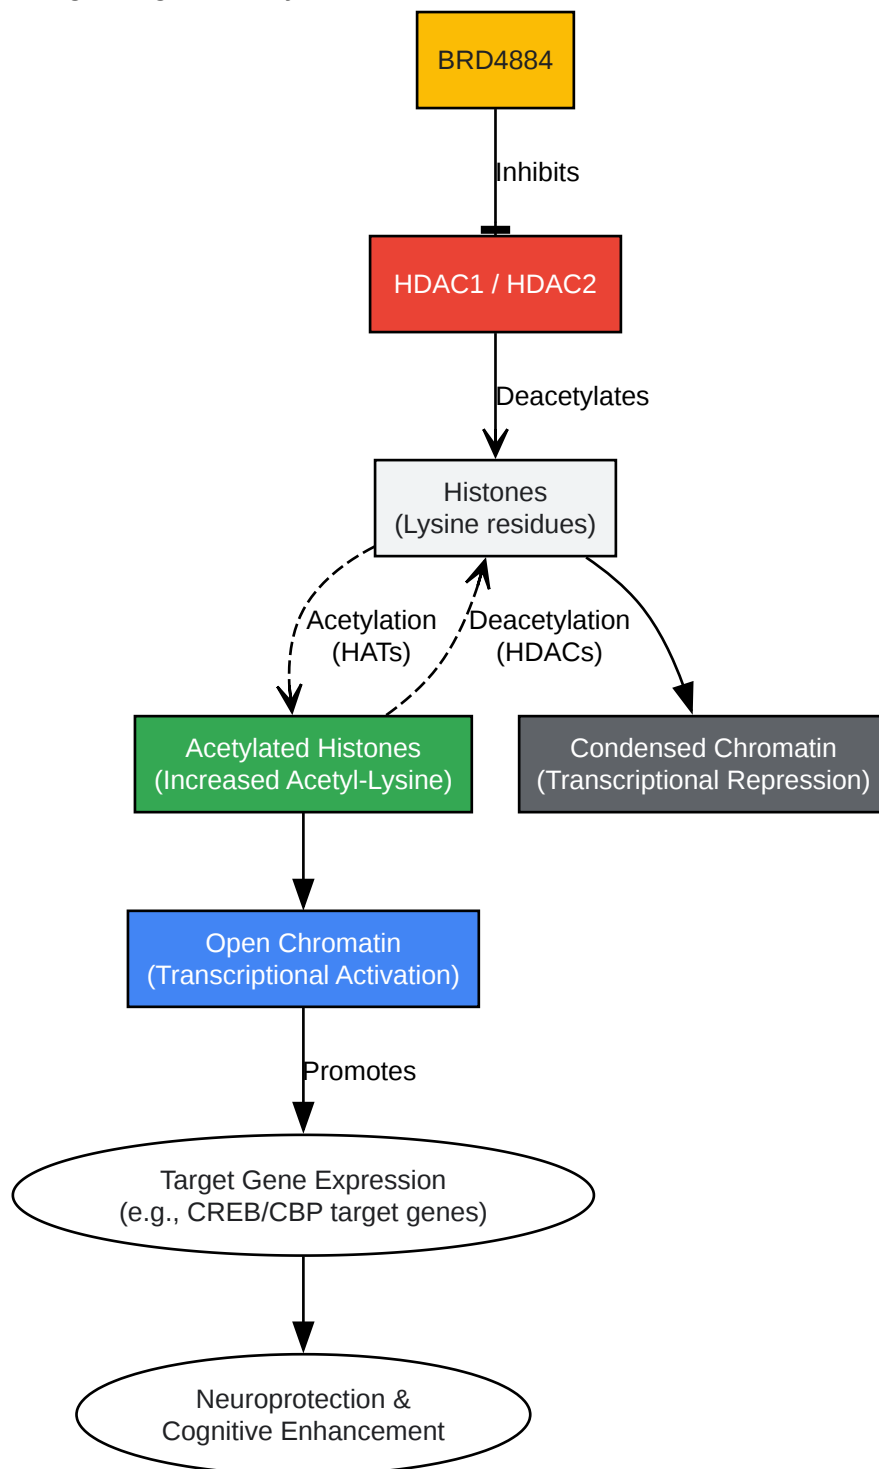 BRD4884
Inhibits
HDAC1 / HDAC2
Deacetylates
Histones
(Lysine residues)
Acetylation
(HATs)
Deacetylation
(HDACs)
Acetylated Histones
(Increased Acetyl-Lysine)
Condensed Chromatin
(Transcriptional Repression)
Open Chromatin
(Transcriptional Activation)
Promotes
Target Gene Expression
(e.g., CREB/CBP target genes)
Neuroprotection &
Cognitive Enhancement